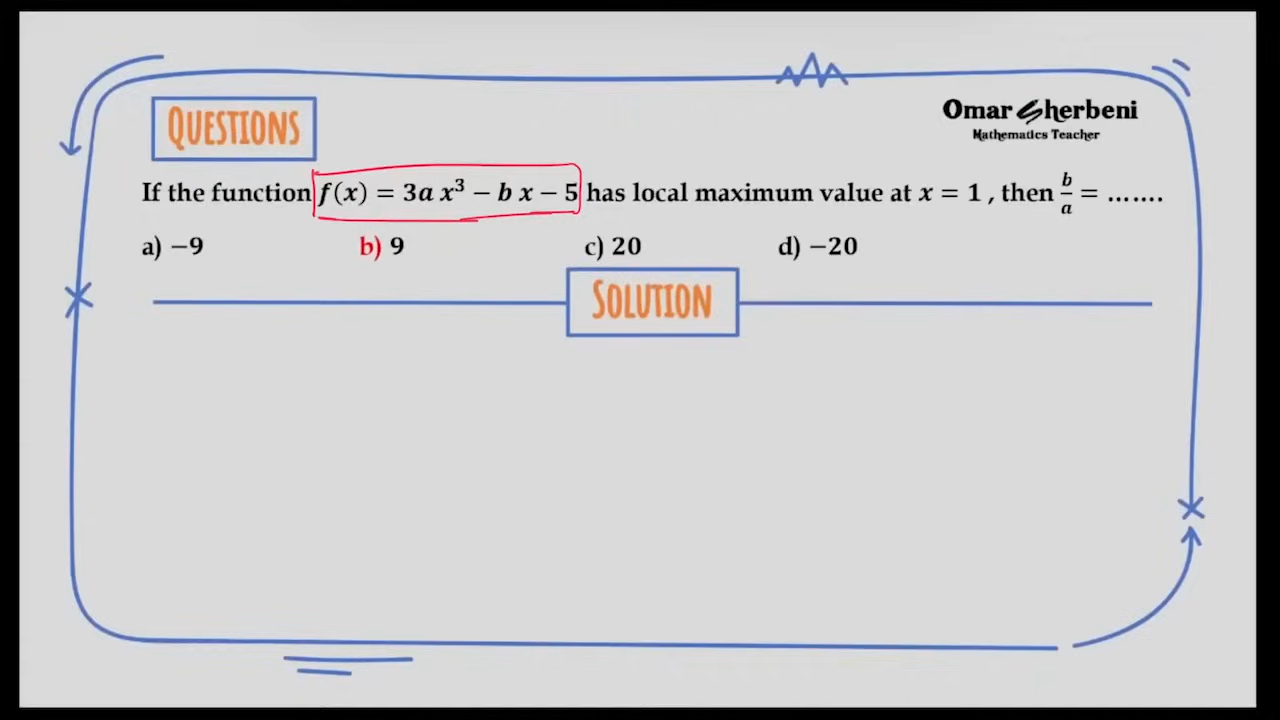 QUESTIONS
Omar Sherbeni
Mathematics Teacher
If the function f(x) = 3a x³ − b x − 5 has local maximum value at x = 1 , then b/a = .......
a) −9 b) 9 c) 20 d) −20
SOLUTION